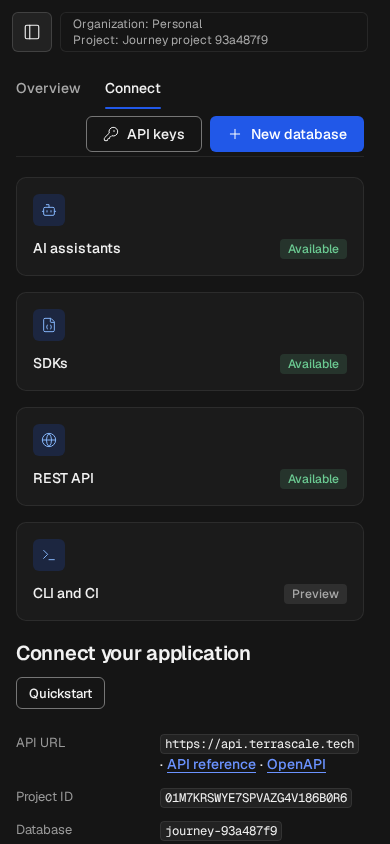 Organization: Personal
Project: Journey project 93a487f9
Overview
Connect
API keys
New database
AI assistants
Available
SDKs
Available
REST API
Available
CLI and CI
Preview
Connect your application
Quickstart
API URL
https://api.terrascale.tech
· API reference · OpenAPI
Project ID
01M7KRSWYE7SPVAZG4V186B0R6
Database
journey-93a487f9